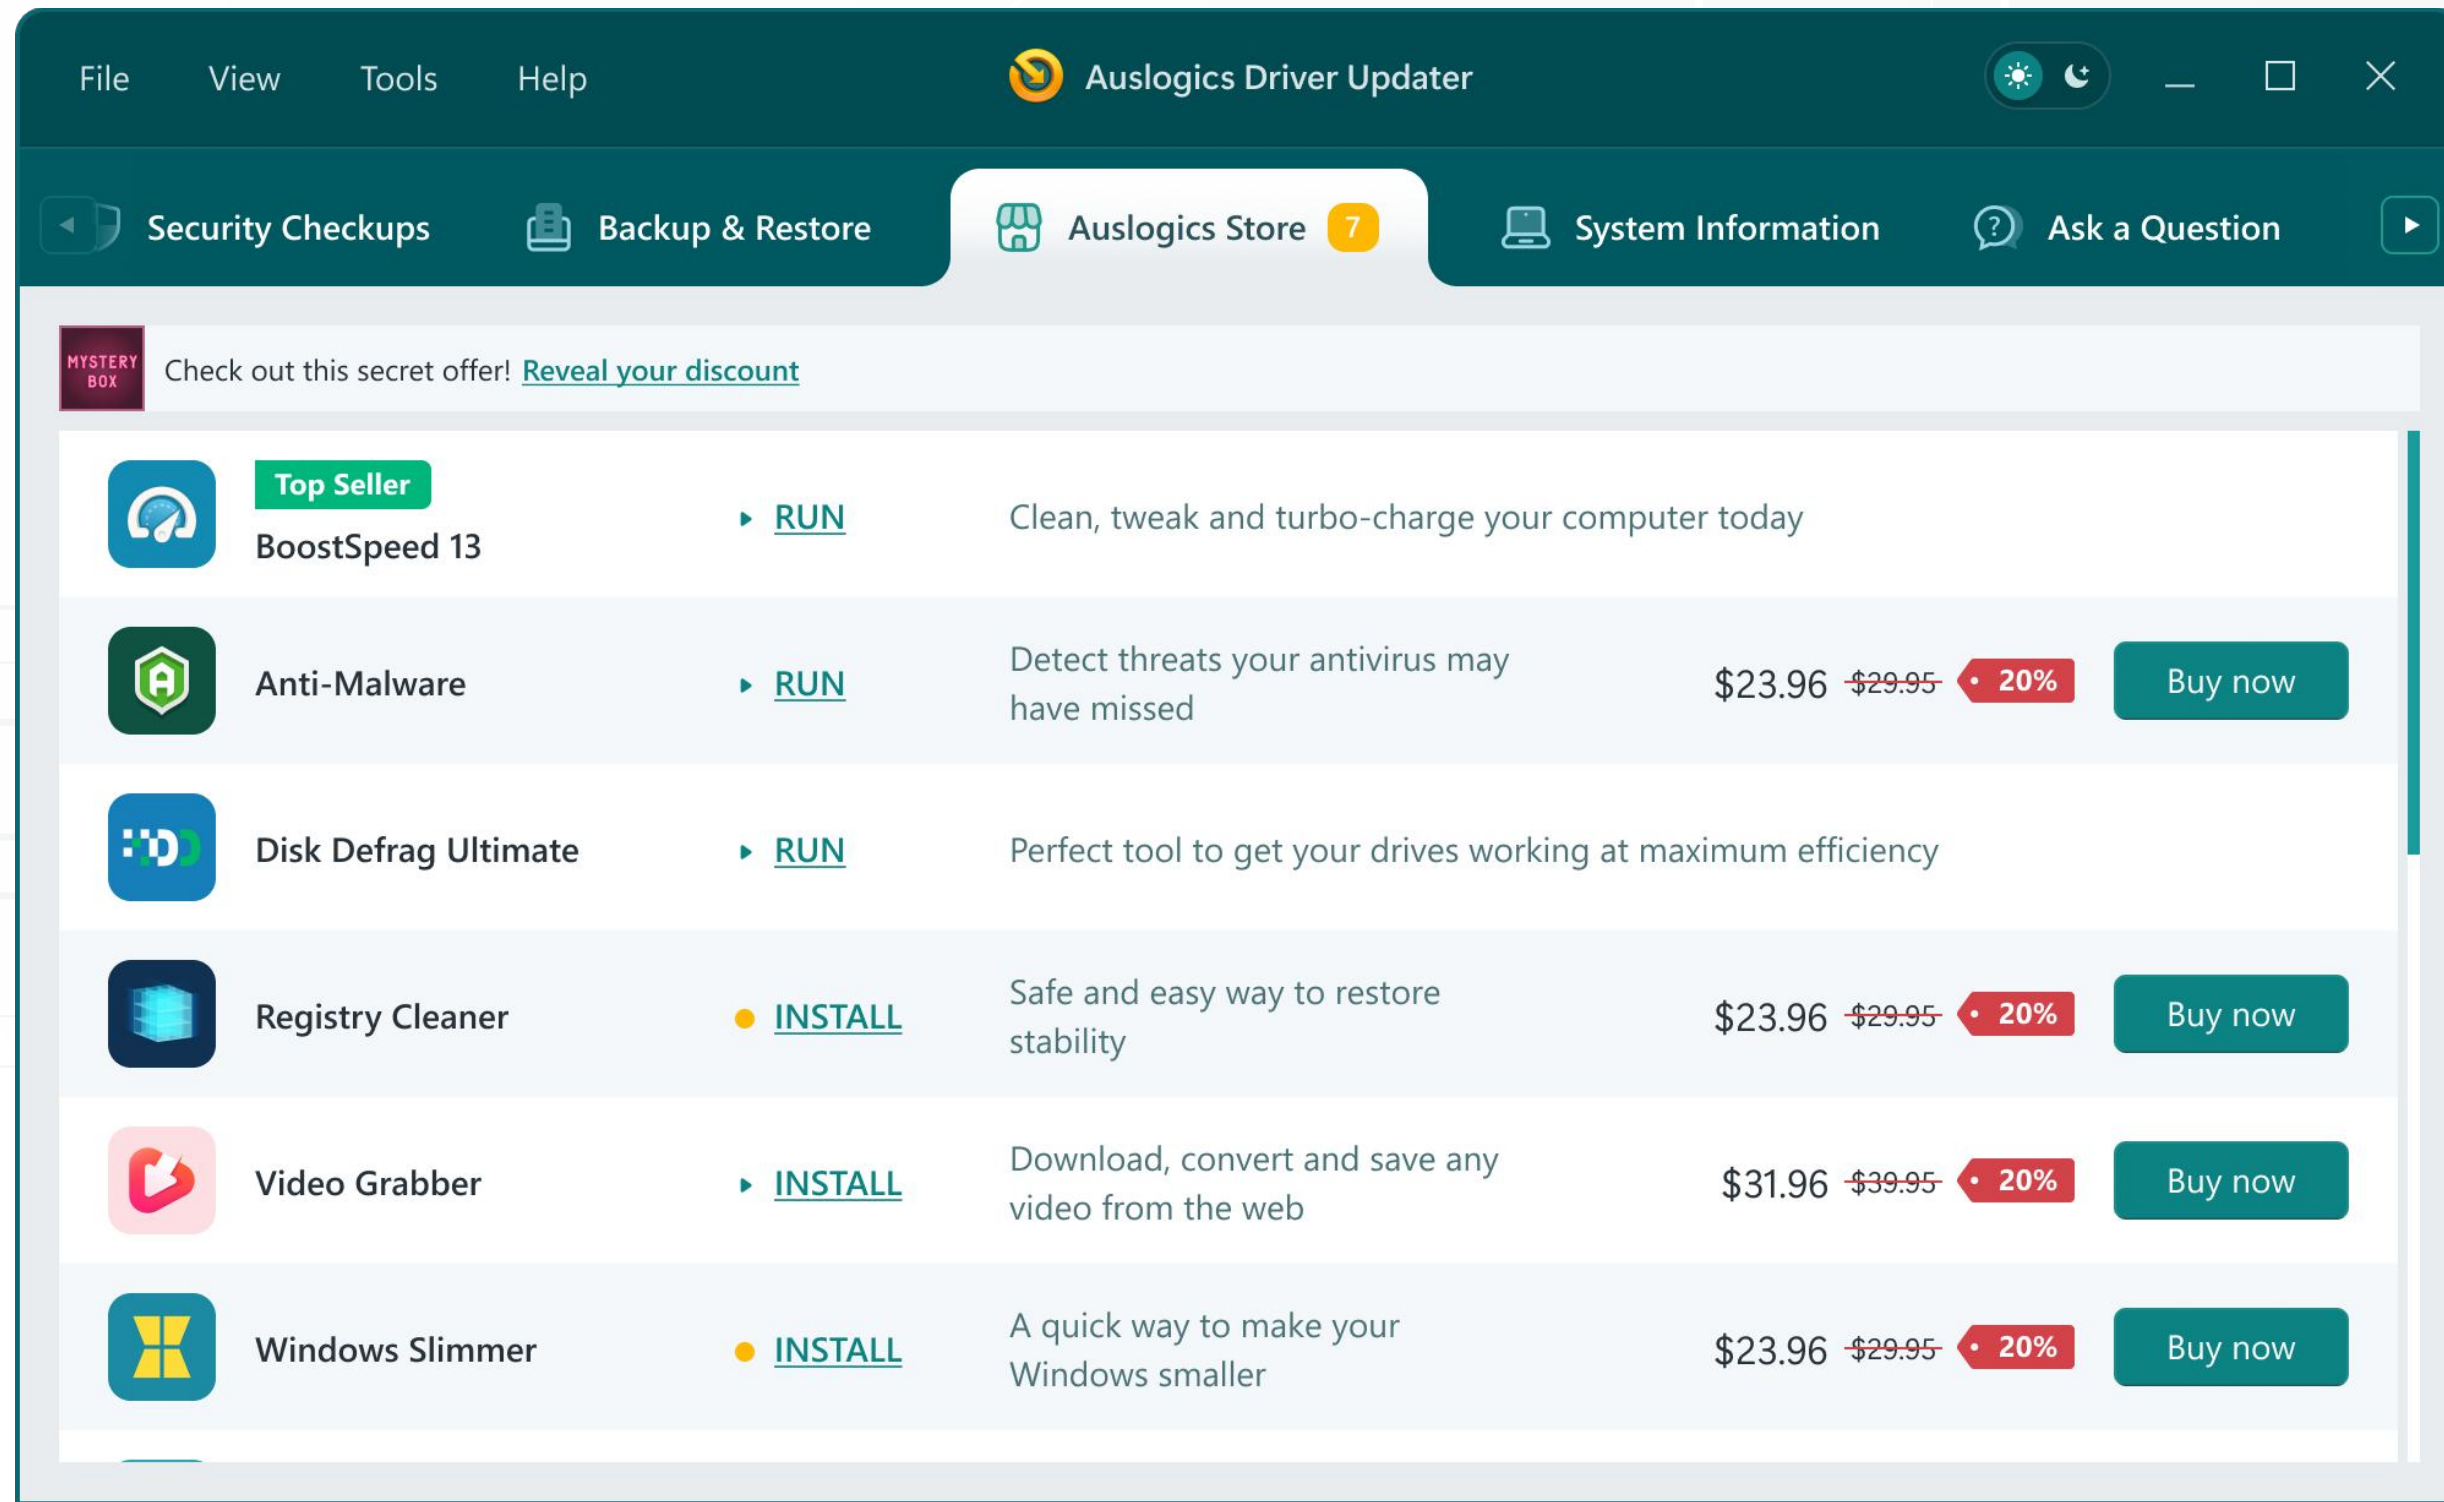 File View Tools Help
Auslogics Driver Updater
Security Checkups
Backup & Restore
Auslogics Store 7
System Information
Ask a Question
MYSTERY
BOX
Check out this secret offer! Reveal your discount
Top Seller
BoostSpeed 13
RUN
Clean, tweak and turbo-charge your computer today
Anti-Malware
RUN
Detect threats your antivirus may
have missed
$23.96 $29.95 20%
Buy now
Disk Defrag Ultimate
RUN
Perfect tool to get your drives working at maximum efficiency
Registry Cleaner
INSTALL
Safe and easy way to restore
stability
$23.96 $29.95 20%
Buy now
Video Grabber
INSTALL
Download, convert and save any
video from the web
$31.96 $39.95 20%
Buy now
Windows Slimmer
INSTALL
A quick way to make your
Windows smaller
$23.96 $29.95 20%
Buy now